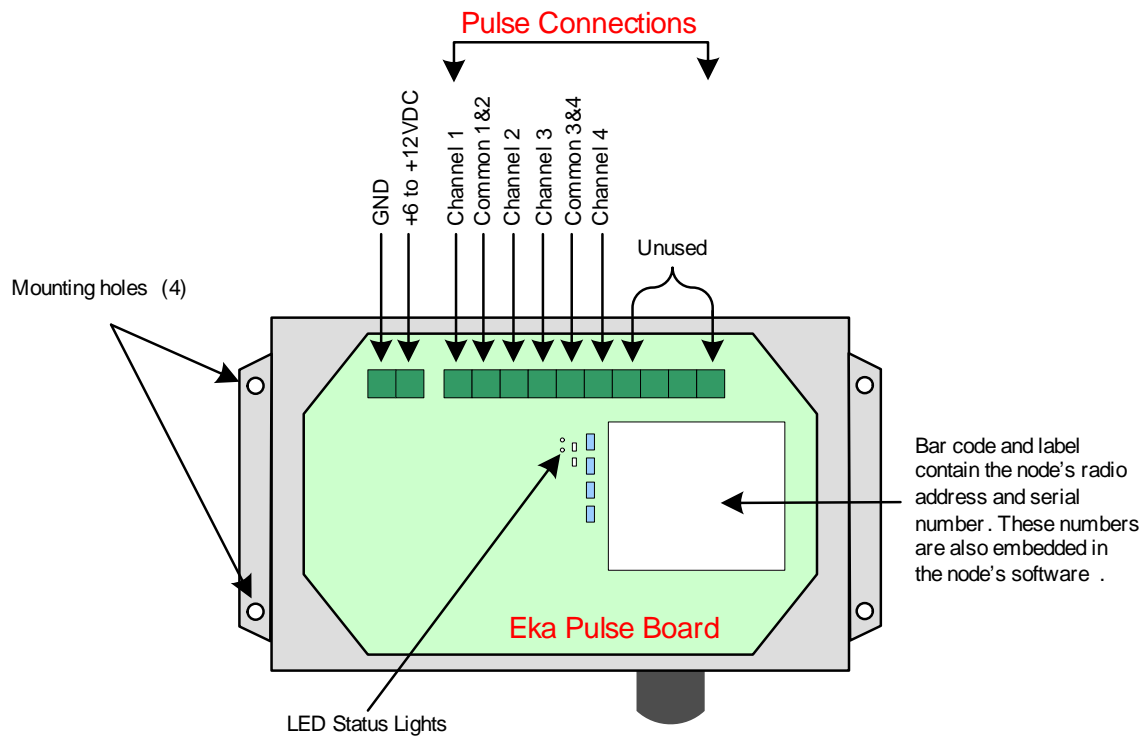 Pulse Connections
GND
+6 to +12VDC
Channel 1
Common 1&2
Channel 2
Channel 3
Common 3&4
Channel 4
Unused
Mounting holes (4)
Bar code and label
contain the node's radio
address and serial
number. These numbers
are also embedded in
the node's software .
Eka Pulse Board
LED Status Lights